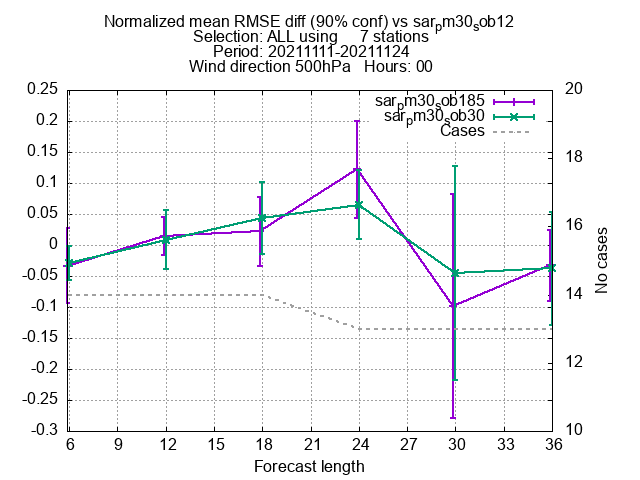 Normalized mean RMSE diff (90% conf) vs sarpm30sob12
Selection: ALL using 7 stations
Period: 20211111-20211124
Wind direction 500hPa Hours: 00
sarpm30sob185
sarpm30sob30
Cases
0.25
0.2
0.15
0.1
0.05
0
-0.05
-0.1
-0.15
-0.2
-0.25
-0.3
20
18
16
14
12
10
No cases
6 9 12 15 18 21 24 27 30 33 36
Forecast length